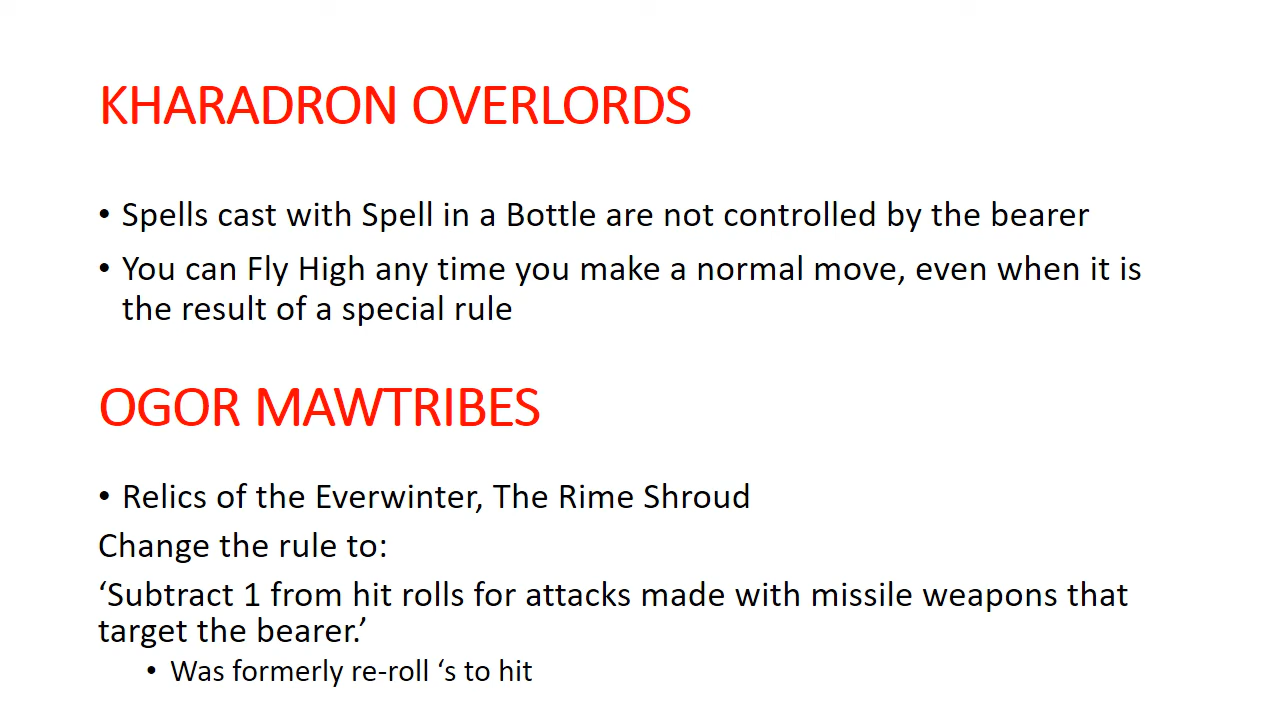 KHARADRON OVERLORDS
• Spells cast with Spell in a Bottle are not controlled by the bearer
• You can Fly High any time you make a normal move, even when it is
the result of a special rule
OGOR MAWTRIBES
• Relics of the Everwinter, The Rime Shroud
Change the rule to:
‘Subtract 1 from hit rolls for attacks made with missile weapons that
target the bearer.’
• Was formerly re-roll ‘s to hit